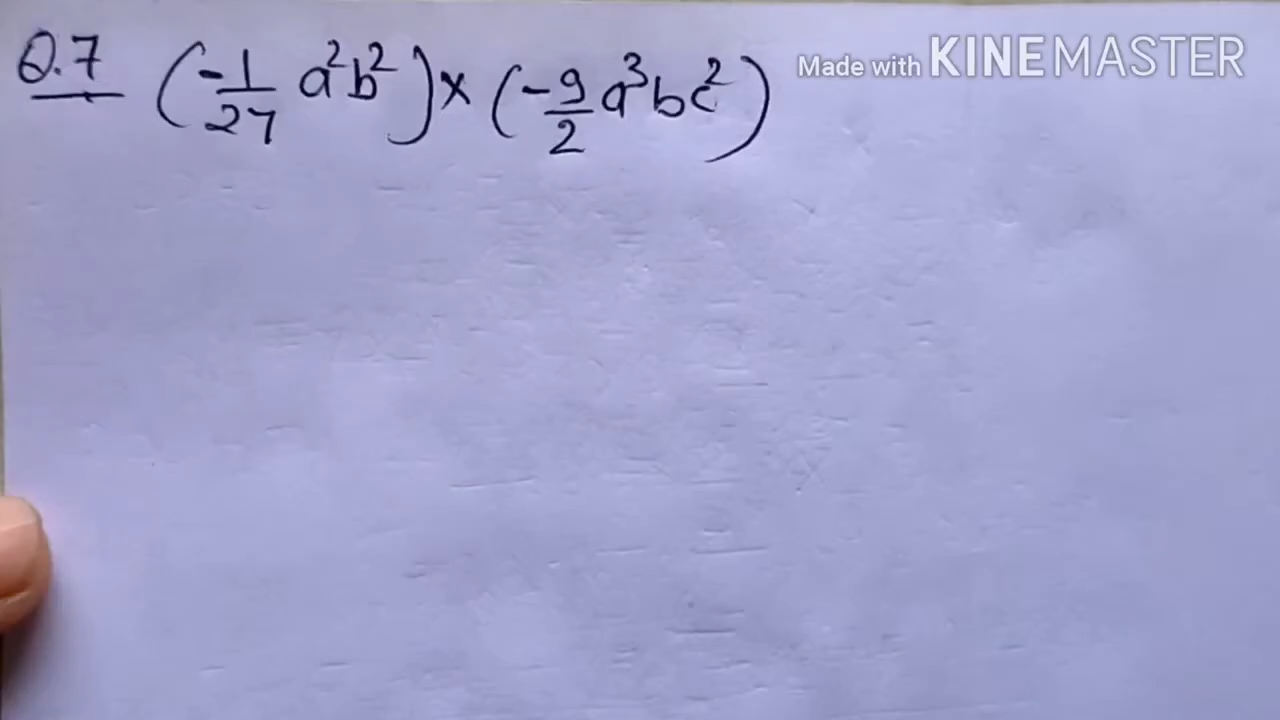 Q.7 (-1/27 a²b²) × (-9/2 a³bc²)
Made with KINEMASTER